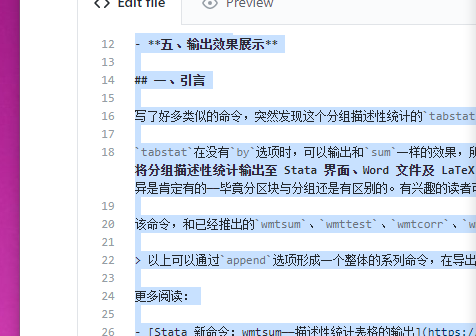 <> Edit file Preview
12 - **五、输出效果展示**
13
14 ## 一、引言
15
16 写了好多类似的命令，突然发现这个分组描述性统计的`tabstat
17
18 `tabstat`在没有`by`选项时，可以输出和`sum`一样的效果，
将分组描述性统计输出至 Stata 界面、Word 文件及 LaTeX
异是肯定有的——毕竟分区块与分组还是有区别的。有兴趣的读者可
19
20 该命令，和已经推出的`wmtsum`、`wmttest`、`wmtcorr`、`w
21
22 > 以上可以通过`append`选项形成一个整体的系列命令，在导出
23
24 更多阅读：
25
26 - [Stata 新命令：wmtsum——描述性统计表格的输出](https:/